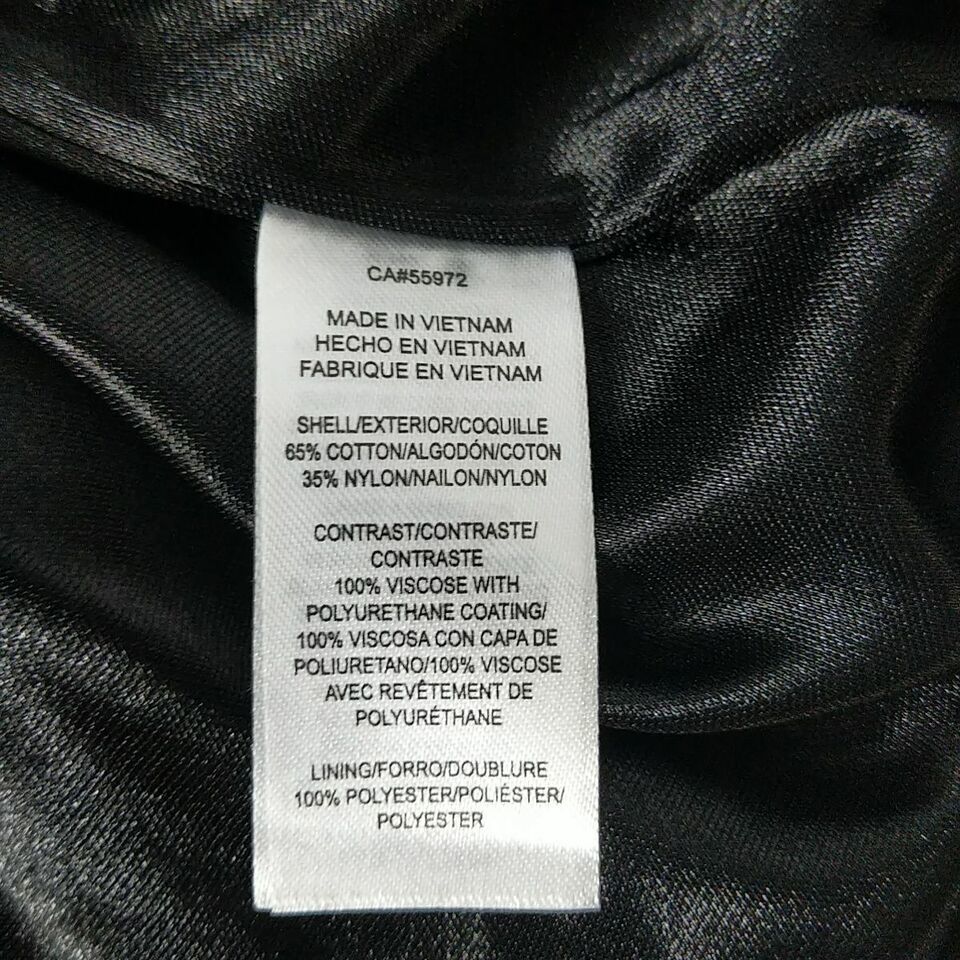 CA#55972
MADE IN VIETNAM
HECHO EN VIETNAM
FABRIQUE EN VIETNAM
SHELL/EXTERIOR/COQUILLE
65% COTTON/ALGODÓN/COTON
35% NYLON/NAILON/NYLON
CONTRAST/CONTRASTE/
CONTRASTE
100% VISCOSE WITH
POLYURETHANE COATING/
100% VISCOSA CON CAPA DE
POLIURETANO/100% VISCOSE
AVEC REVÊTEMENT DE
POLYURÉTHANE
LINING/FORRO/DOUBLURE
100% POLYESTER/POLIÉSTER/
POLYESTER